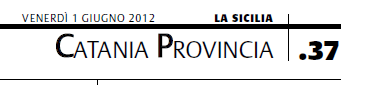 VENERDÌ 1 GIUGNO 2012 LA SICILIA
CATANIA PROVINCIA .37